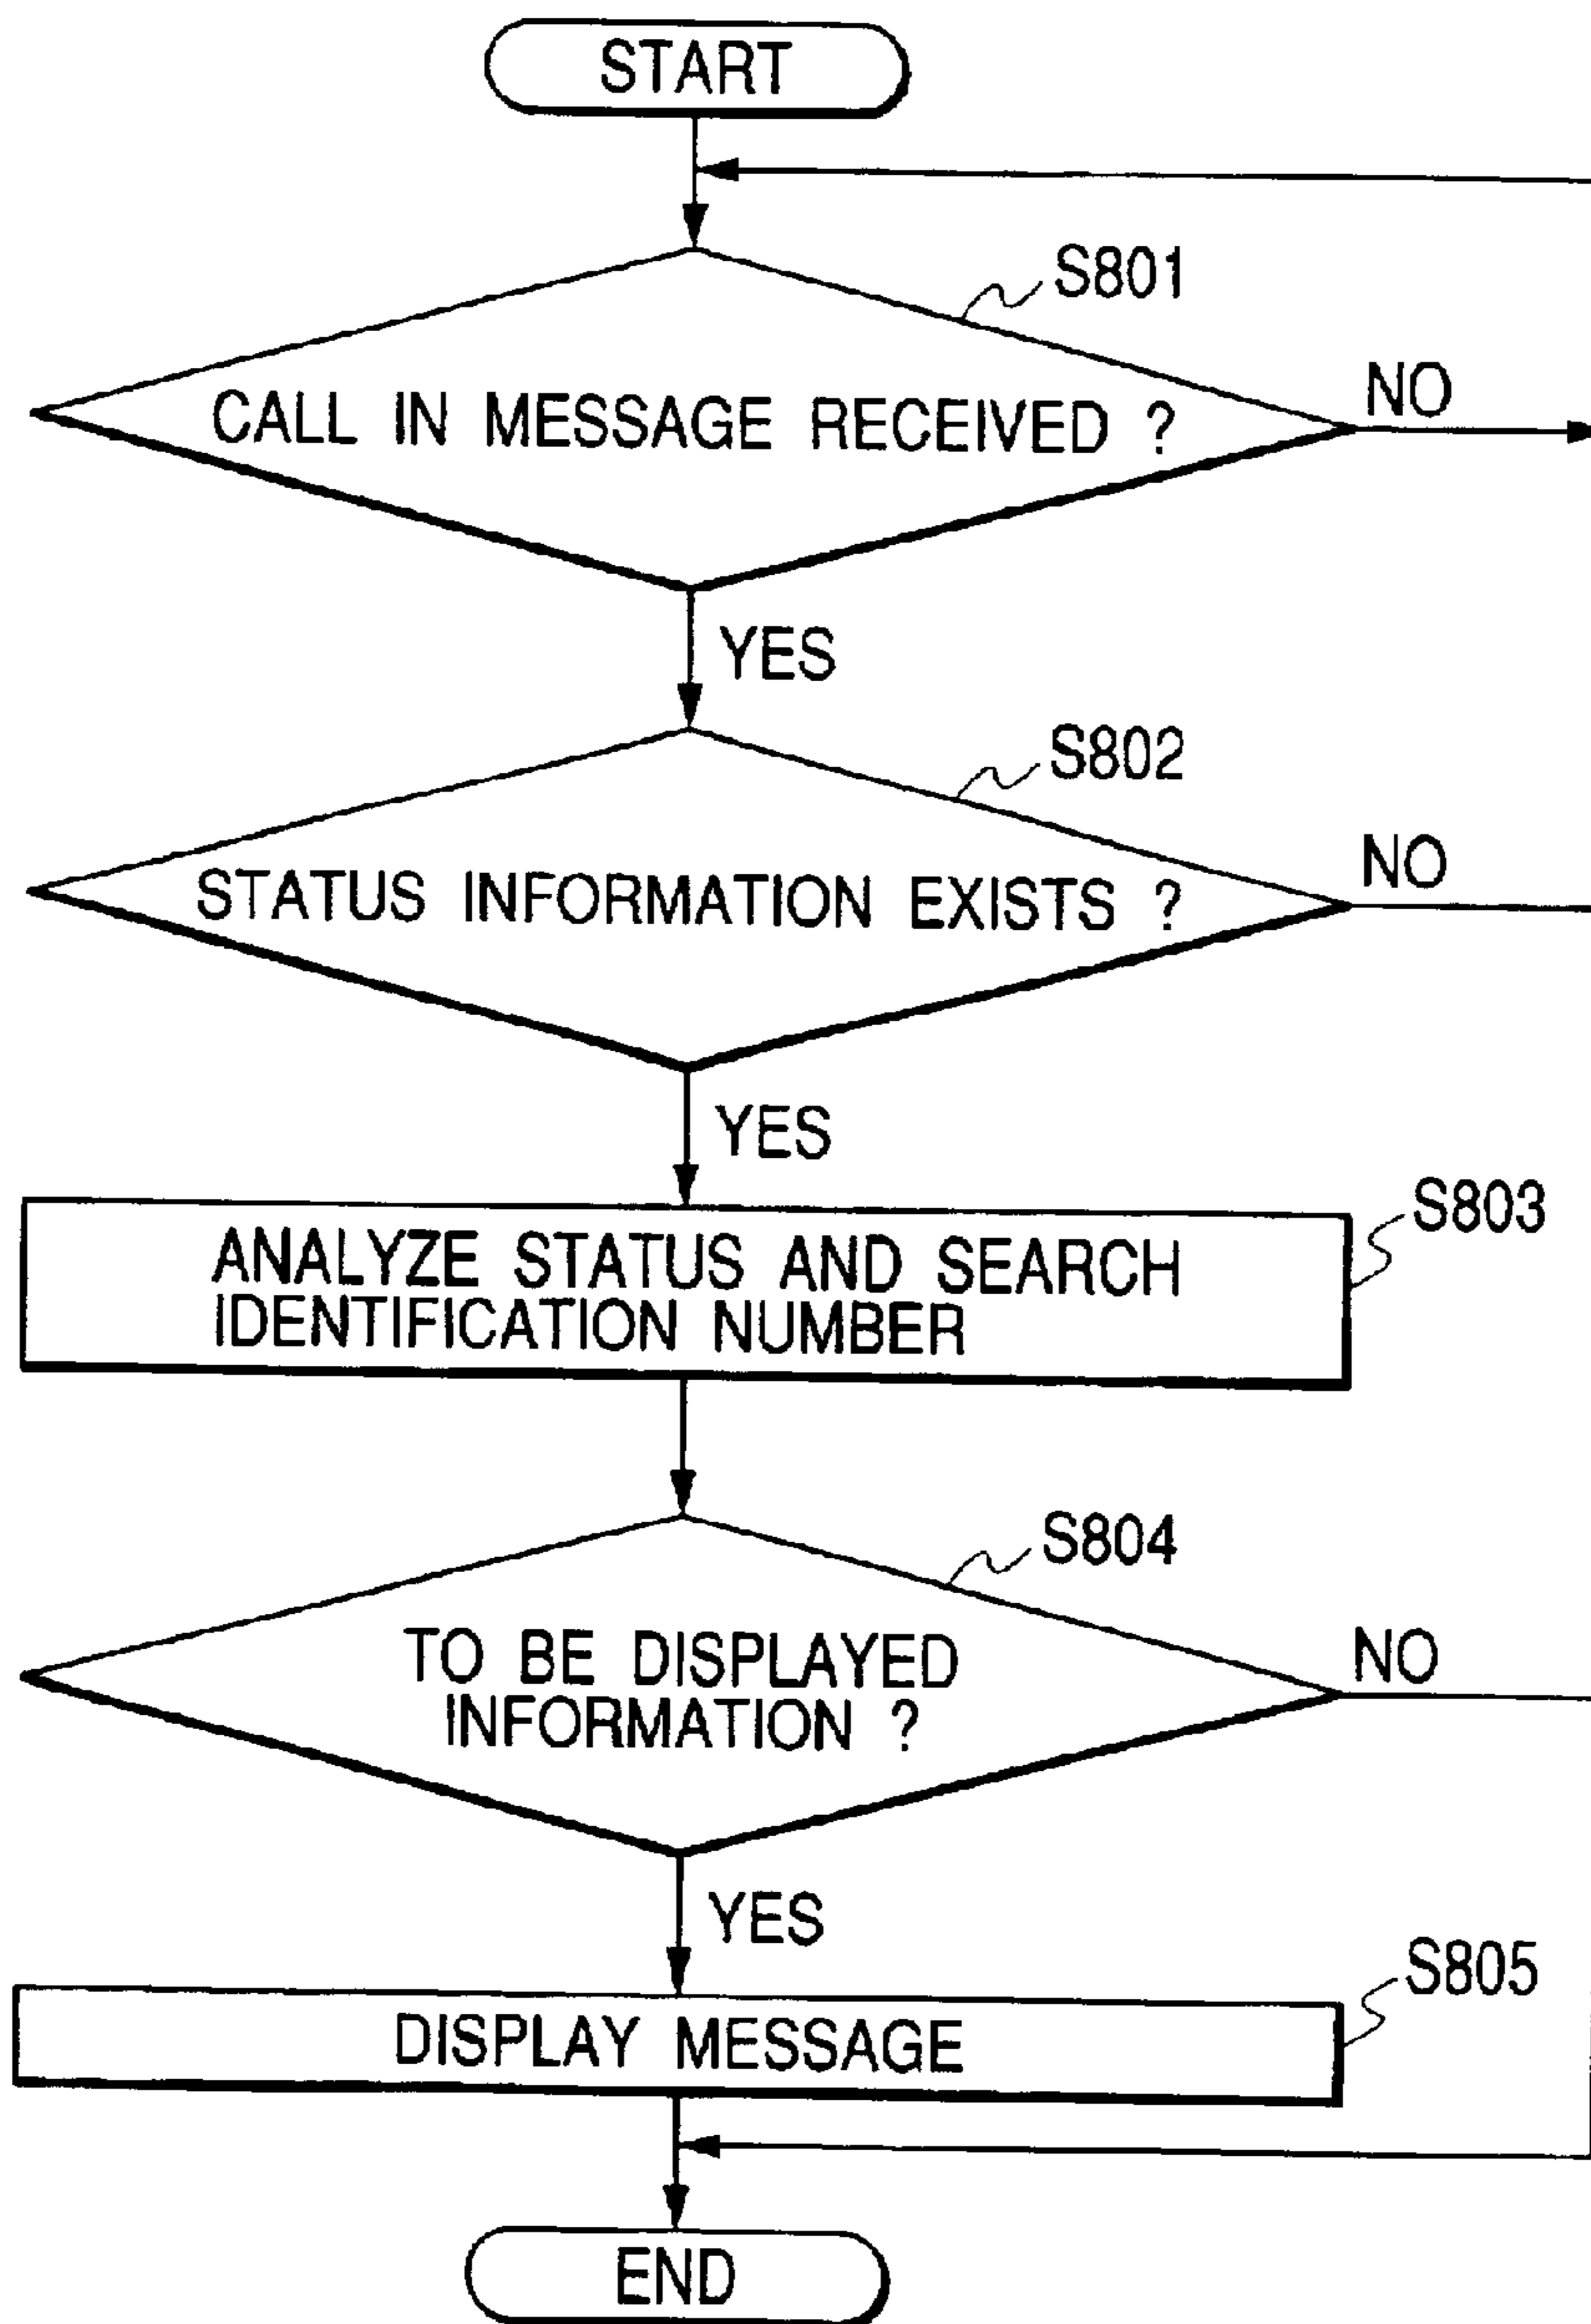 START
S801
CALL IN MESSAGE RECEIVED ?
NO
YES
S802
STATUS INFORMATION EXISTS ?
NO
YES
S803
ANALYZE STATUS AND SEARCH
IDENTIFICATION NUMBER
S804
TO BE DISPLAYED
INFORMATION ?
NO
YES
S805
DISPLAY MESSAGE
END